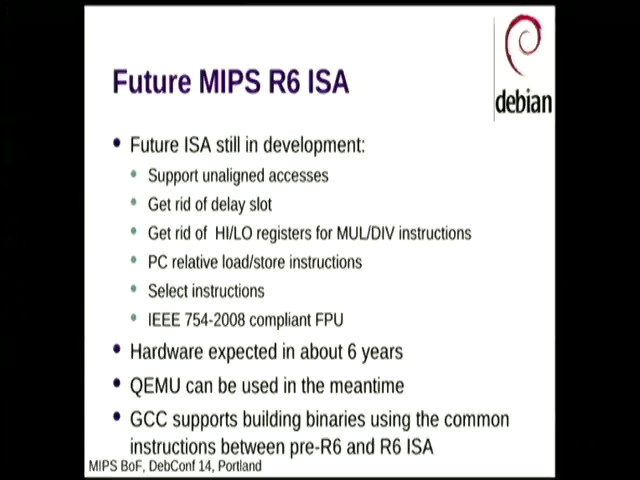 Future MIPS R6 ISA
debian
Future ISA still in development:
Support unaligned accesses
Get rid of delay slot
Get rid of HI/LO registers for MUL/DIV instructions
PC relative load/store instructions
Select instructions
IEEE 754-2008 compliant FPU
Hardware expected in about 6 years
QEMU can be used in the meantime
GCC supports building binaries using the common
instructions between pre-R6 and R6 ISA
MIPS BoF, DebConf 14, Portland